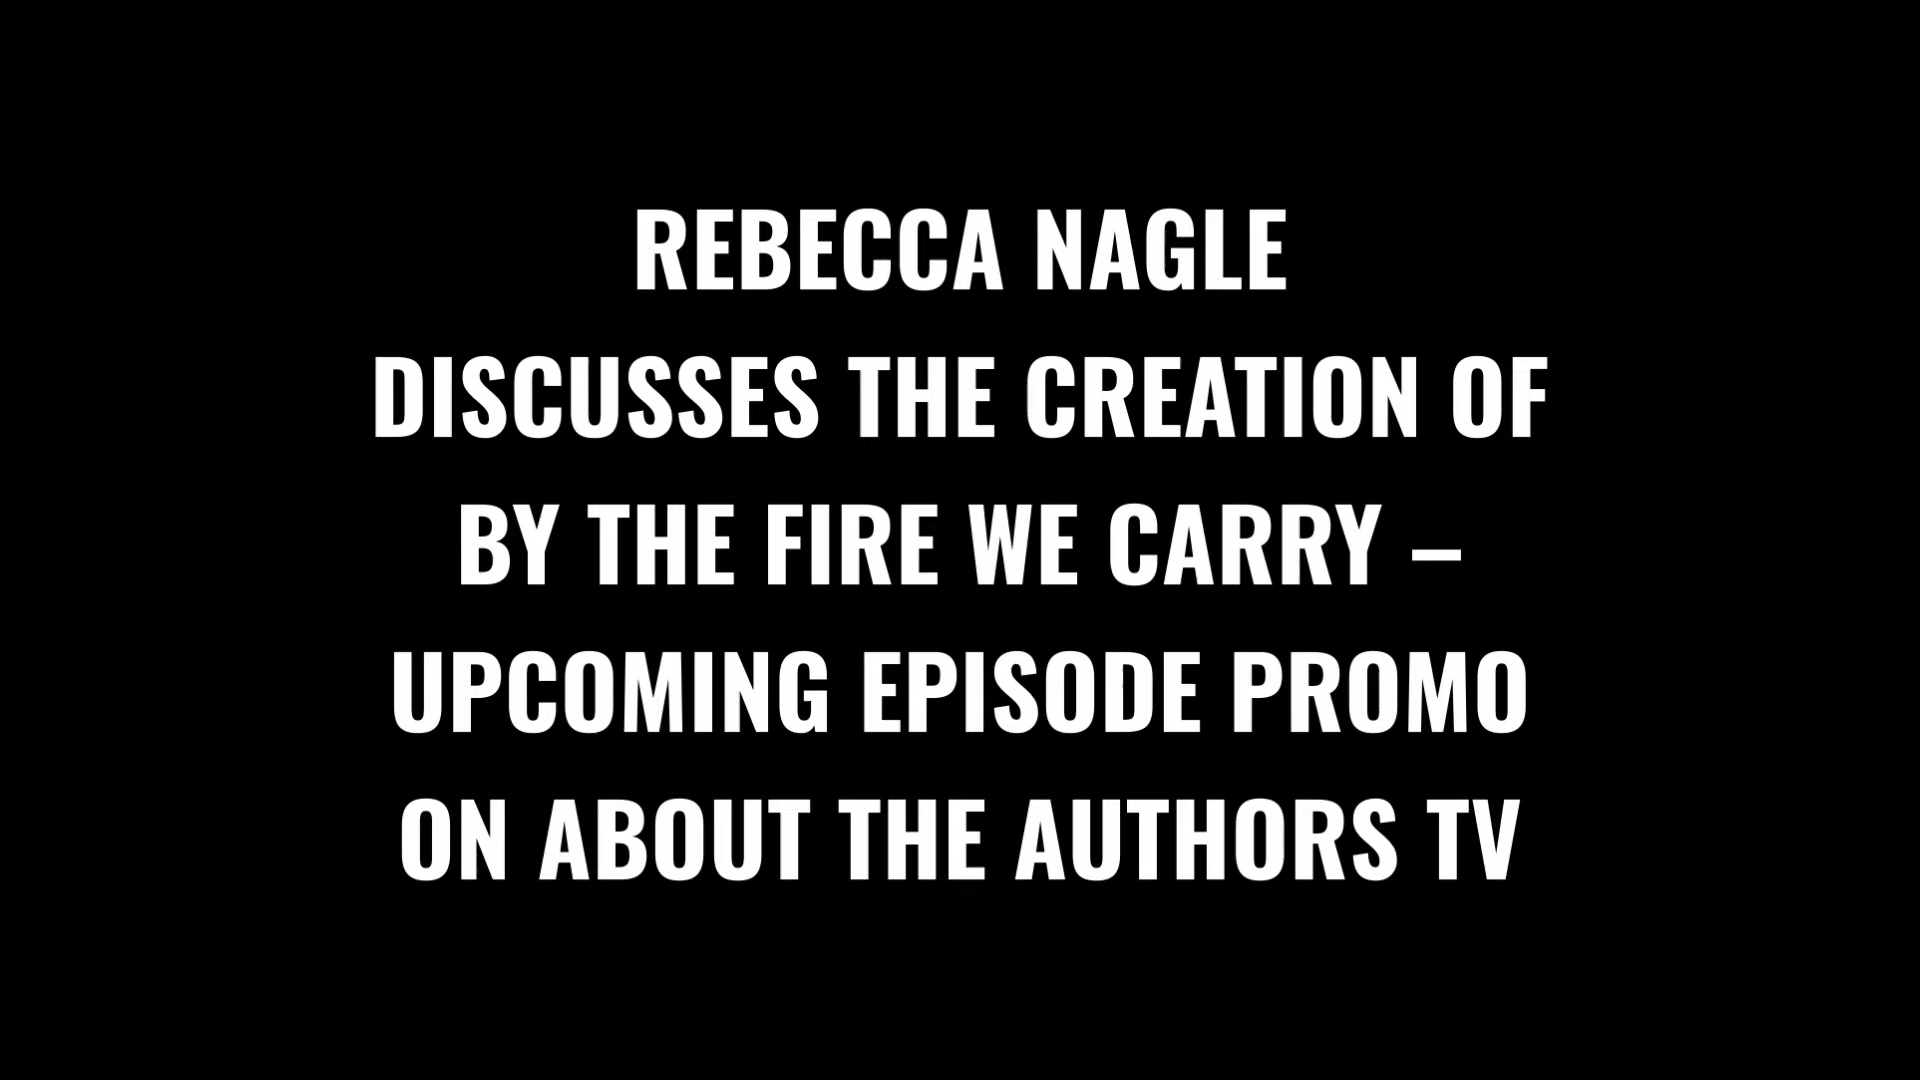 REBECCA NAGLE
DISCUSSES THE CREATION OF
BY THE FIRE WE CARRY –
UPCOMING EPISODE PROMO
ON ABOUT THE AUTHORS TV